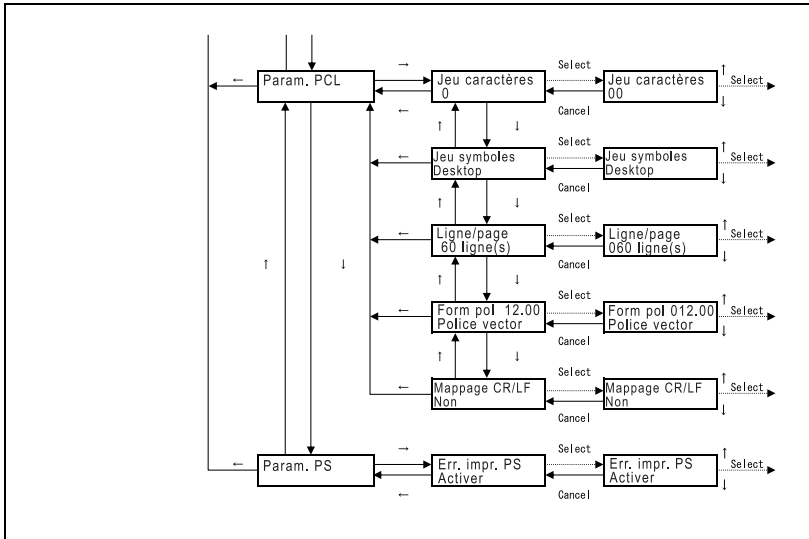 → Select
← Param. PCL Jeu caractères Jeu caractères ↑ Select
0 00
← Cancel ↓
↑ ↓ Select
← Jeu symboles Jeu symboles ↑ Select
Desktop Desktop
Cancel ↓
↑ ↓ Select
← Ligne/page Ligne/page ↑ Select
60 ligne(s) 060 ligne(s)
↑ ↓ Cancel ↓
↑ ↓ Select
← Form pol 12.00 Form pol 012.00 ↑ Select
Police vector Police vector
Cancel ↓
↑ ↓ Select
← Mappage CR/LF Mappage CR/LF ↑ Select
Non Non
Cancel ↓
→ Select
← Param. PS Err. impr. PS Err. impr. PS ↑ Select
Activer Activer
← Cancel ↓